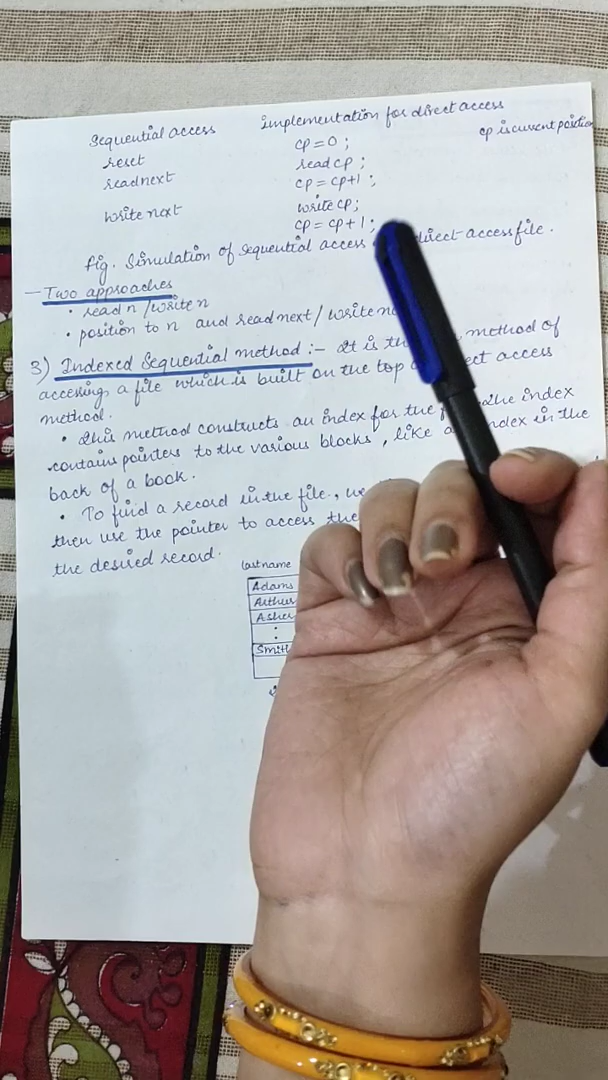 Sequential access implementation for direct access
reset cp = 0 ; cp is current position
readnext read cp ;
cp = cp+1 ;
write next write cp;
cp = cp + 1 ;
fig. Simulation of sequential access direct access file.
— Two approaches
• read n / write n
• position to n and read next / write
3) Indexed Sequential method :- It is method of
accessing a file which is built on the top access
method.
• This method constructs an index for the The index
contains pointers to the various blocks, like index in the
back of a book.
• To find a record in the file,
then use the pointer to access the
the desired record.
last name
Adams
Arthur
Asher
:
Smith